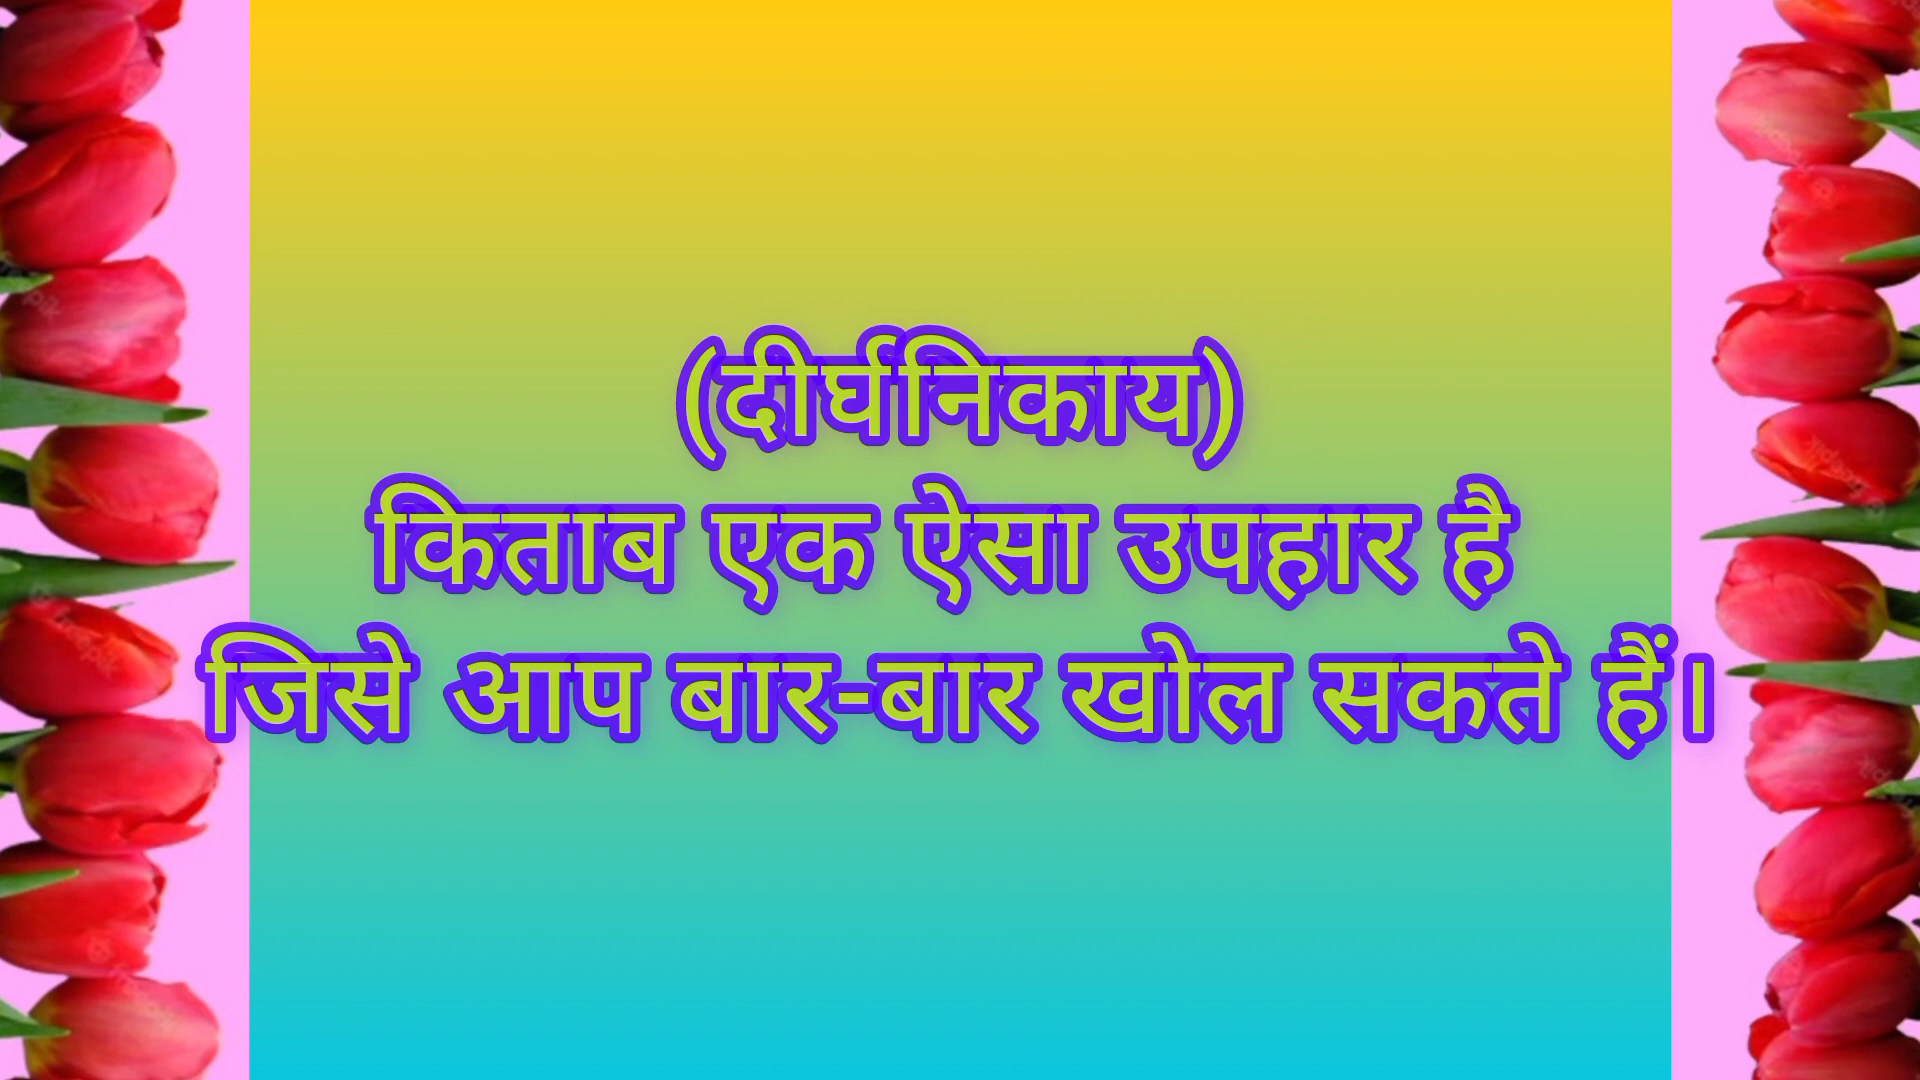 (दीर्घनिकाय)
किताब एक ऐसा उपहार है
जिसे आप बार-बार खोल सकते हैं।